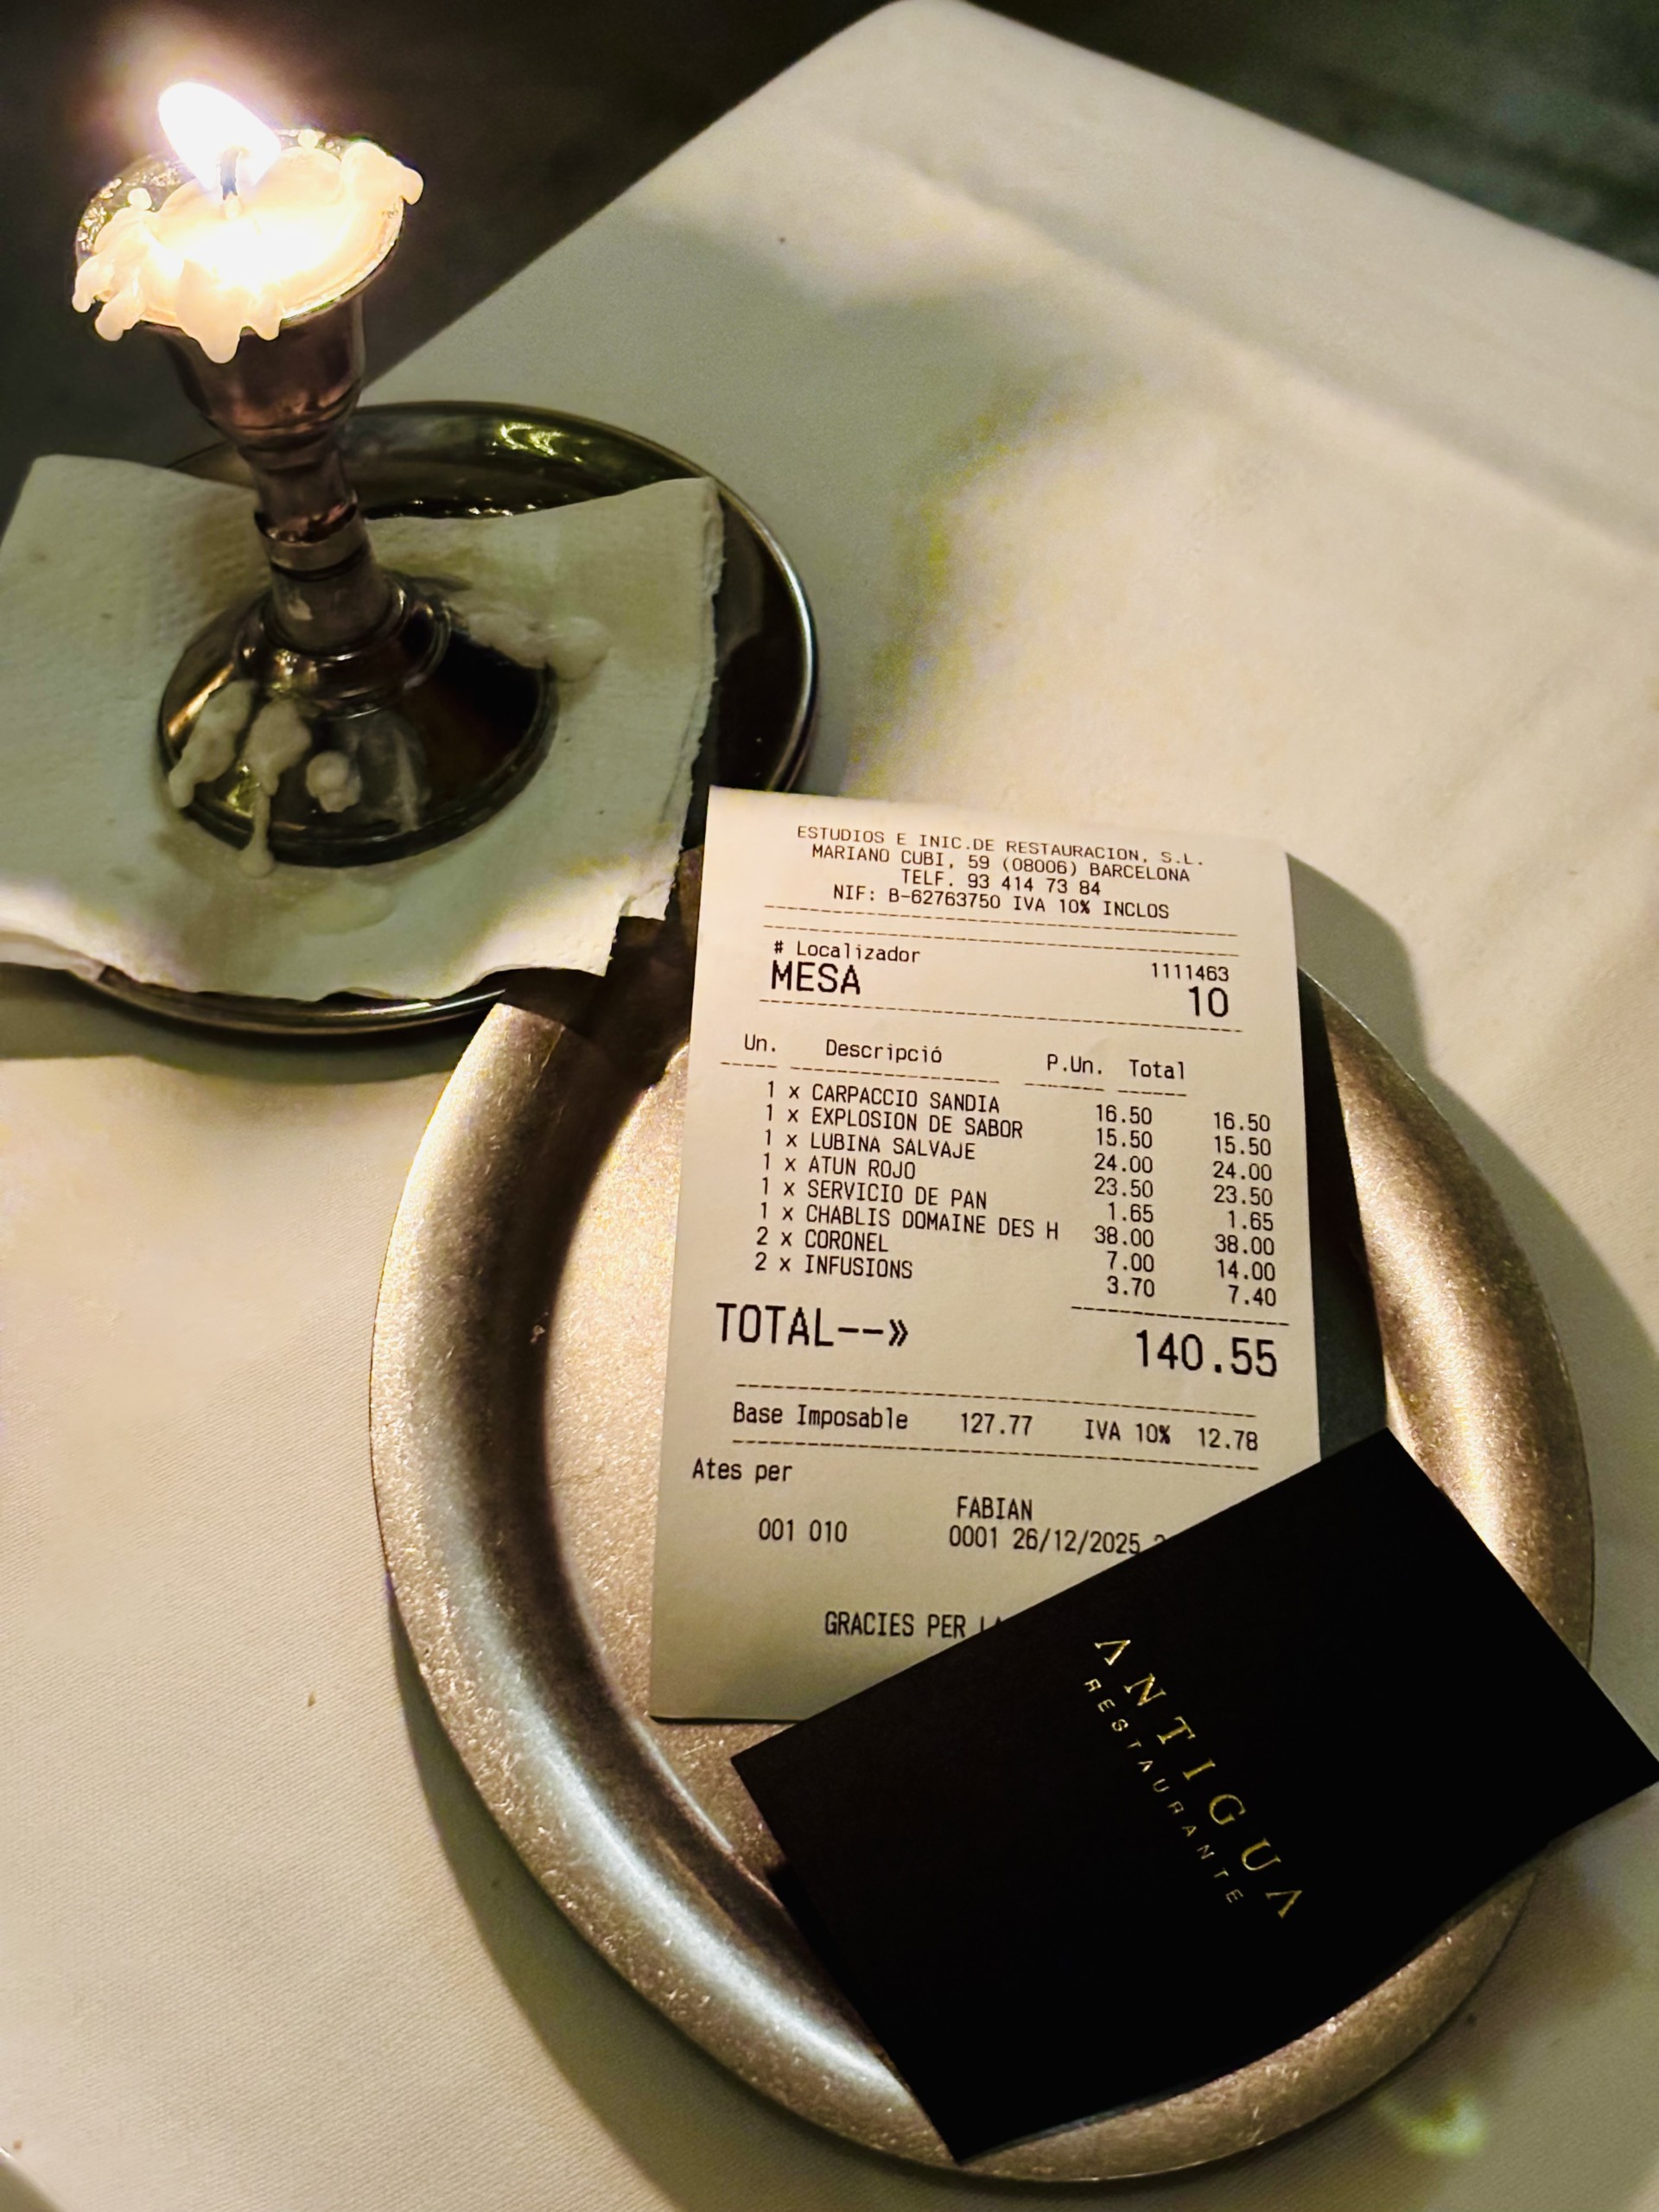 ESTUDIOS E INIC.DE RESTAURACION, S.L.
MARIANO CUBI, 59 (08006) BARCELONA
TELF. 93 414 73 84
NIF: B-62763750 IVA 10% INCLOS
# Localizador 1111463
MESA 10
Un. Descripció P.Un. Total
1 x CARPACCIO SANDIA 16.50 16.50
1 x EXPLOSION DE SABOR 15.50 15.50
1 x LUBINA SALVAJE 24.00 24.00
1 x ATUN ROJO 23.50 23.50
1 x SERVICIO DE PAN 1.65 1.65
1 x CHABLIS DOMAINE DES H 38.00 38.00
2 x CORONEL 7.00 14.00
2 x INFUSIONS 3.70 7.40
TOTAL--» 140.55
Base Imposable 127.77 IVA 10% 12.78
Ates per
FABIAN
001 010 0001 26/12/2025
GRACIES PER
ANTIGUA
RESTAURANTE